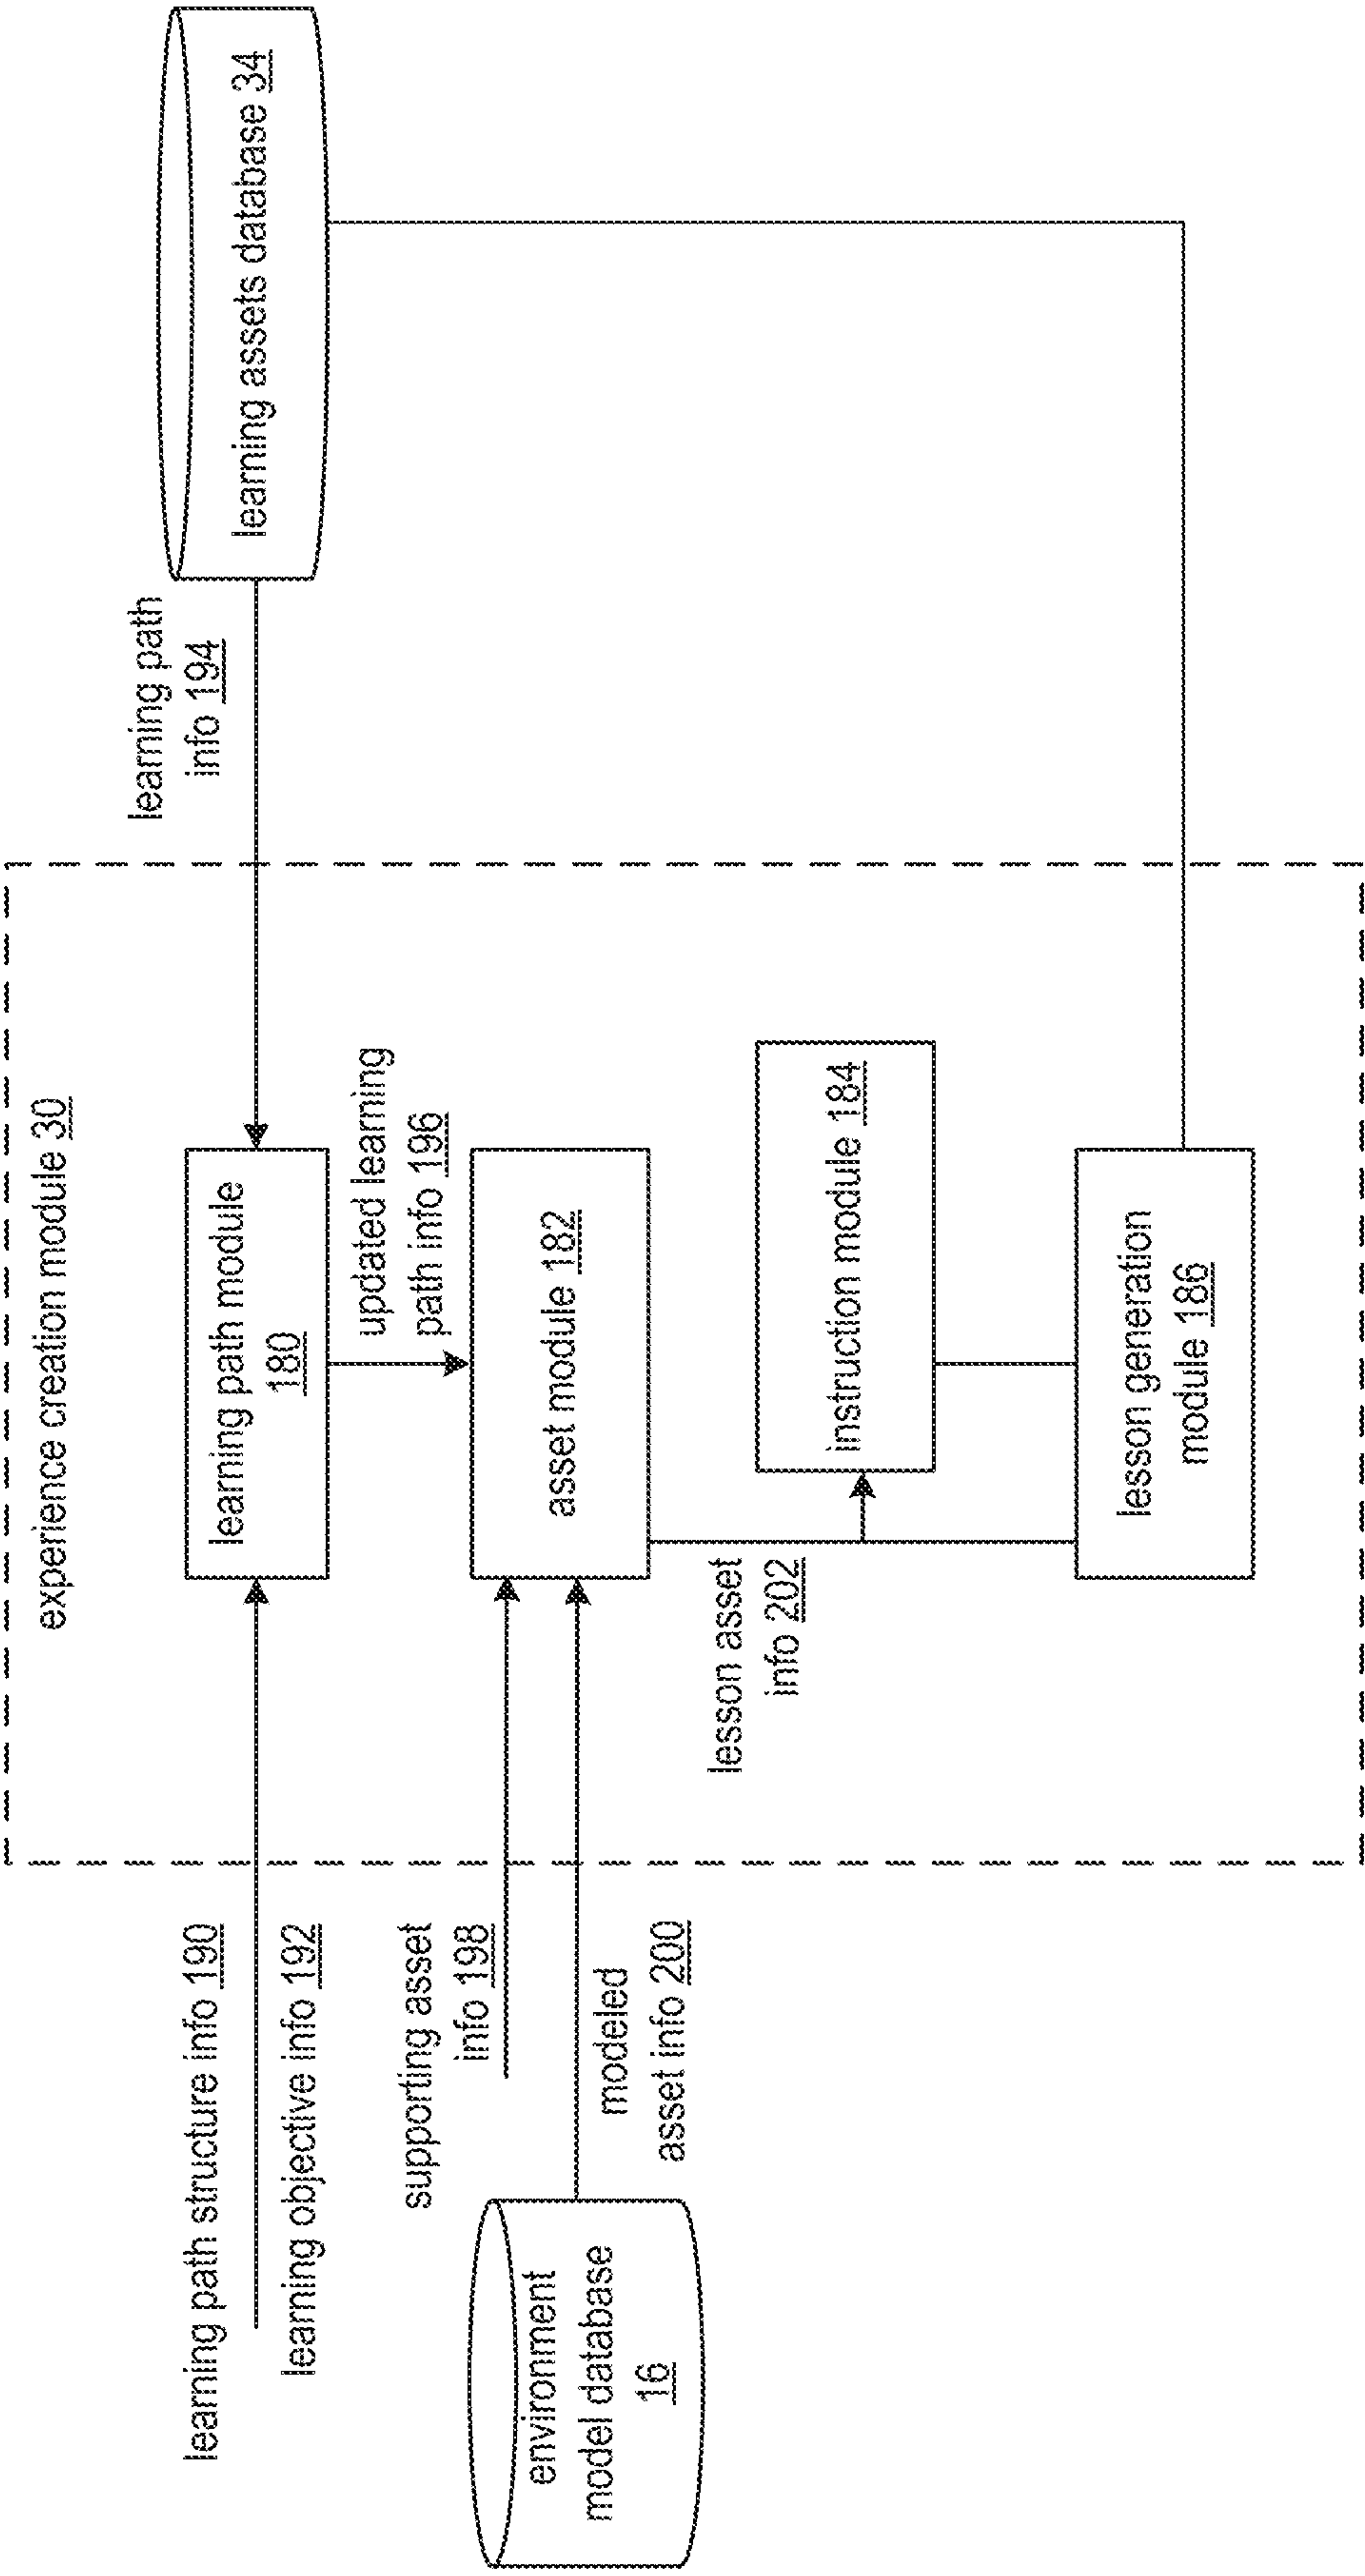 experience creation module 30
learning path structure info 190
learning objective info 192
learning path module
180
learning path
info 194
learning assets database 34
updated learning
path info 196
supporting asset
info 198
asset module 182
environment
model database
16
modeled
asset info 200
lesson asset
info 202
instruction module 184
lesson generation
module 186